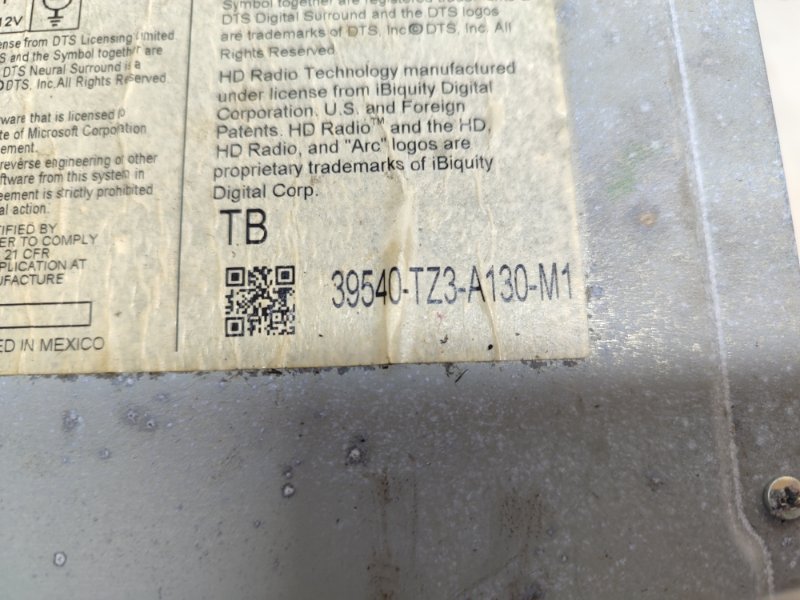 12V
ense from DTS Licensing Limited
S and the Symbol together are
DTS Neural Surround is a
DTS, Inc.All Rights Reserved.
ware that is licensed
te of Microsoft Corporation
ement.
reverse engineering of other
oftware from this system in
eement is strictly prohibited
al action.
TIFIED BY
ER TO COMPLY
21 CFR
PLICATION AT
UFACTURE
ED IN MEXICO
Symbol together are registered trademarks
DTS Digital Surround and the DTS logos
are trademarks of DTS, Inc©DTS, Inc. All
Rights Reserved
HD Radio Technology manufactured
under license from iBiquity Digital
Corporation. U.S. and Foreign
Patents. HD Radio™ and the HD,
HD Radio, and "Arc" logos are
proprietary trademarks of iBiquity
Digital Corp.
TB
39540-TZ3-A130-M1